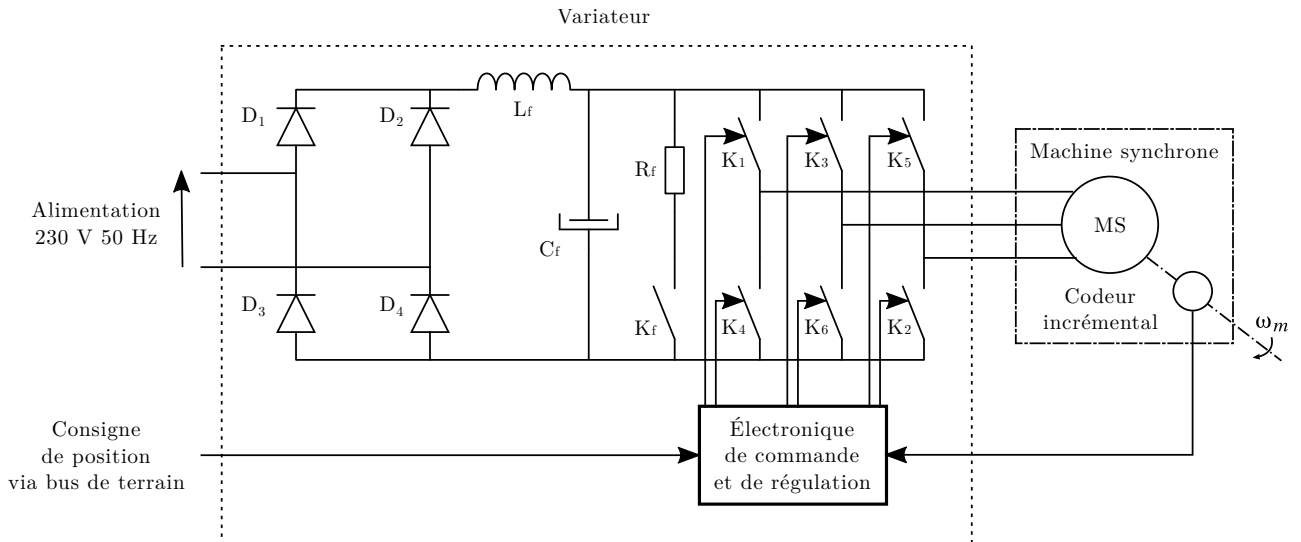 Variateur
D1
D2
Lf
Rf
Cf
Kf
K1
K3
K5
K4
K6
K2
Alimentation
230 V 50 Hz
D3
D4
Machine synchrone
MS
Codeur
incrémental
ωm
Consigne
de position
via bus de terrain
Électronique
de commande
et de régulation